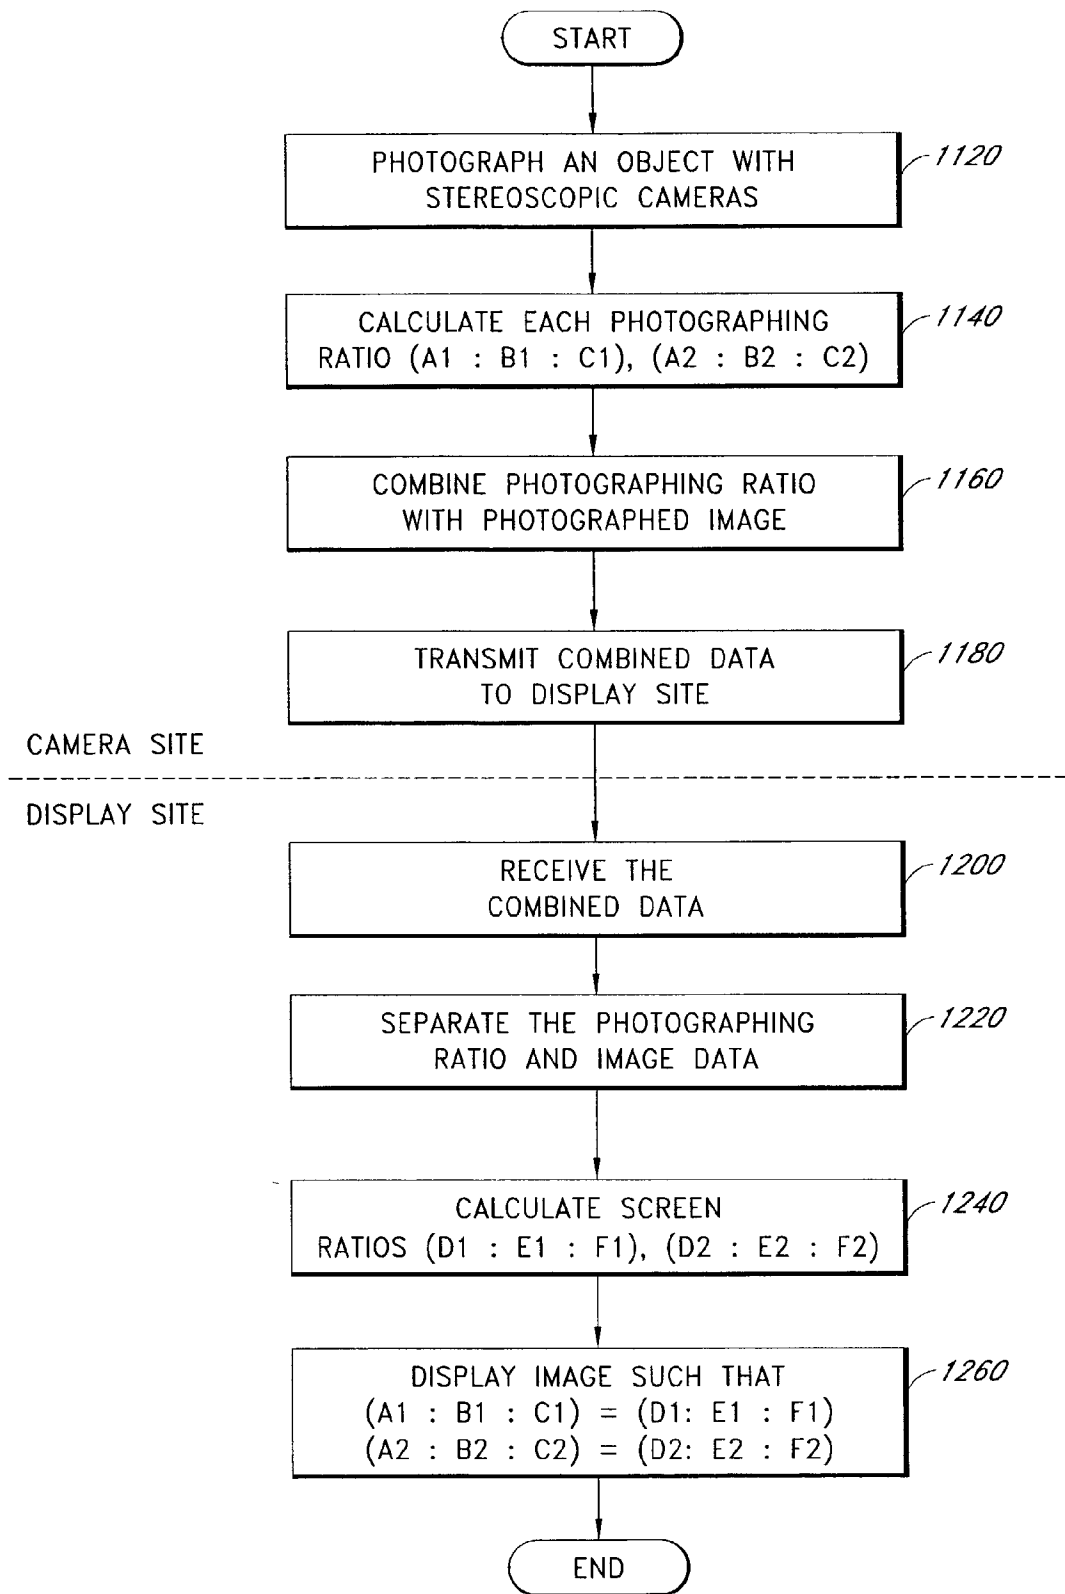 START
PHOTOGRAPH AN OBJECT WITH
STEREOSCOPIC CAMERAS
1120
CALCULATE EACH PHOTOGRAPHING
RATIO (A1 : B1 : C1), (A2 : B2 : C2)
1140
COMBINE PHOTOGRAPHING RATIO
WITH PHOTOGRAPHED IMAGE
1160
TRANSMIT COMBINED DATA
TO DISPLAY SITE
1180
CAMERA SITE
DISPLAY SITE
RECEIVE THE
COMBINED DATA
1200
SEPARATE THE PHOTOGRAPHING
RATIO AND IMAGE DATA
1220
CALCULATE SCREEN
RATIOS (D1 : E1 : F1), (D2 : E2 : F2)
1240
DISPLAY IMAGE SUCH THAT
(A1 : B1 : C1) = (D1: E1 : F1)
(A2 : B2 : C2) = (D2: E2 : F2)
1260
END